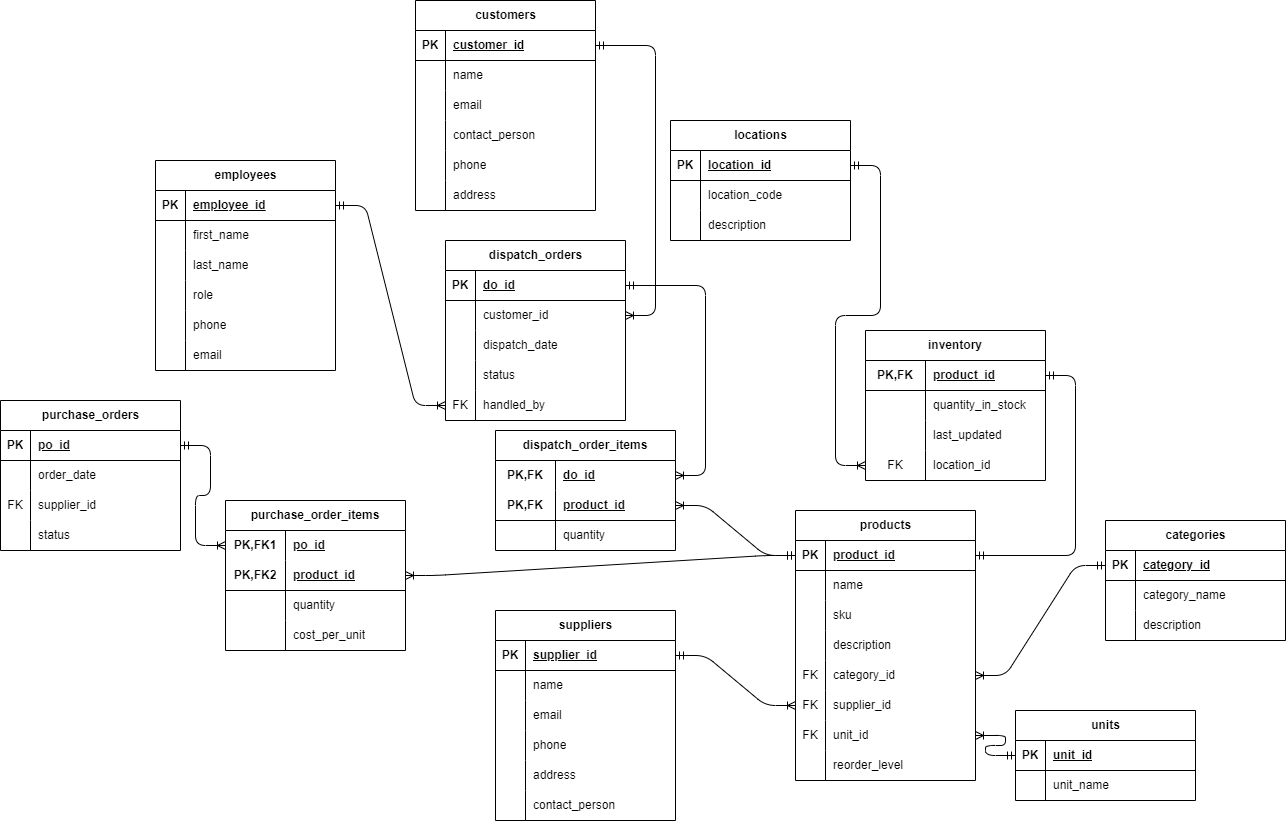 customers
PK customer_id
name
email
contact_person
phone
address
locations
PK location_id
location_code
description
employees
PK employee_id
first_name
last_name
role
phone
email
dispatch_orders
PK do_id
customer_id
dispatch_date
status
FK handled_by
inventory
PK,FK product_id
quantity_in_stock
last_updated
FK location_id
purchase_orders
PK po_id
order_date
FK supplier_id
status
dispatch_order_items
PK,FK do_id
PK,FK product_id
quantity
purchase_order_items
PK,FK1 po_id
PK,FK2 product_id
quantity
cost_per_unit
products
PK product_id
name
sku
description
FK category_id
FK supplier_id
FK unit_id
reorder_level
categories
PK category_id
category_name
description
suppliers
PK supplier_id
name
email
phone
address
contact_person
units
PK unit_id
unit_name